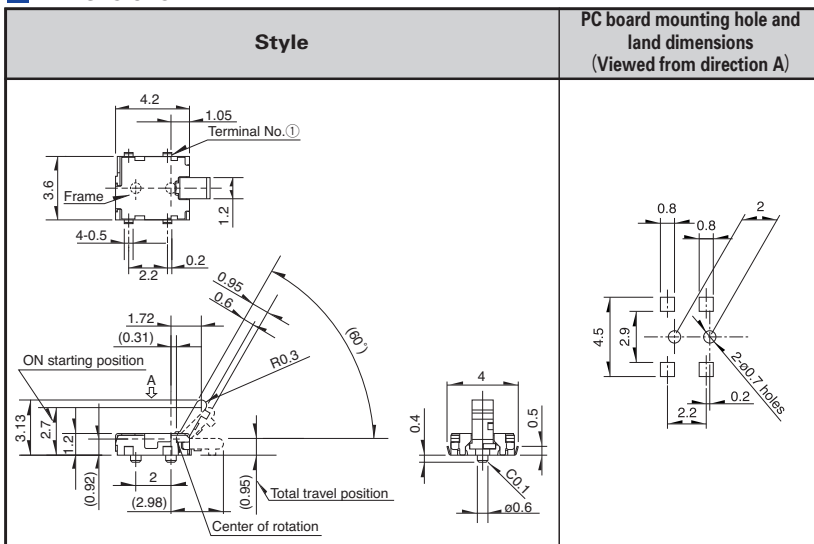 Style
PC board mounting hole and
land dimensions
(Viewed from direction A)
4.2
1.05
Terminal No.①
3.6
Frame
1.2
4-0.5
0.2
2.2
0.95
0.6
1.72
(0.31)
(60˚)
ON starting position
A
R0.3
3.13
2.7
1.2
(0.92)
2
(2.98)
(0.95)
Total travel position
Center of rotation
4
0.4
0.5
C0.1
ø0.6
0.8
2
0.8
4.5
2.9
2-ø0.7 holes
0.2
2.2